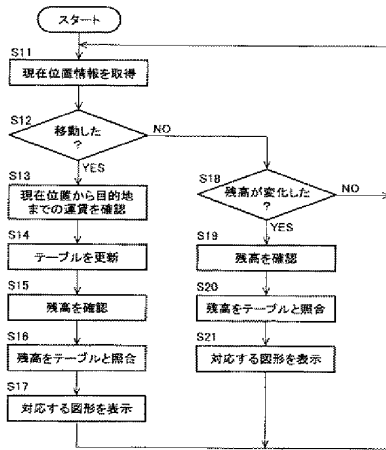 スタート
S11
現在位置情報を取得
S12
移動した
?
NO
YES
S13
現在位置から目的地
までの運賃を確認
S14
テーブルを更新
S15
残高を確認
S16
残高をテーブルと照合
S17
対応する図形を表示
S18
残高が変化した
?
NO
YES
S19
残高を確認
S20
残高をテーブルと照合
S21
対応する図形を表示